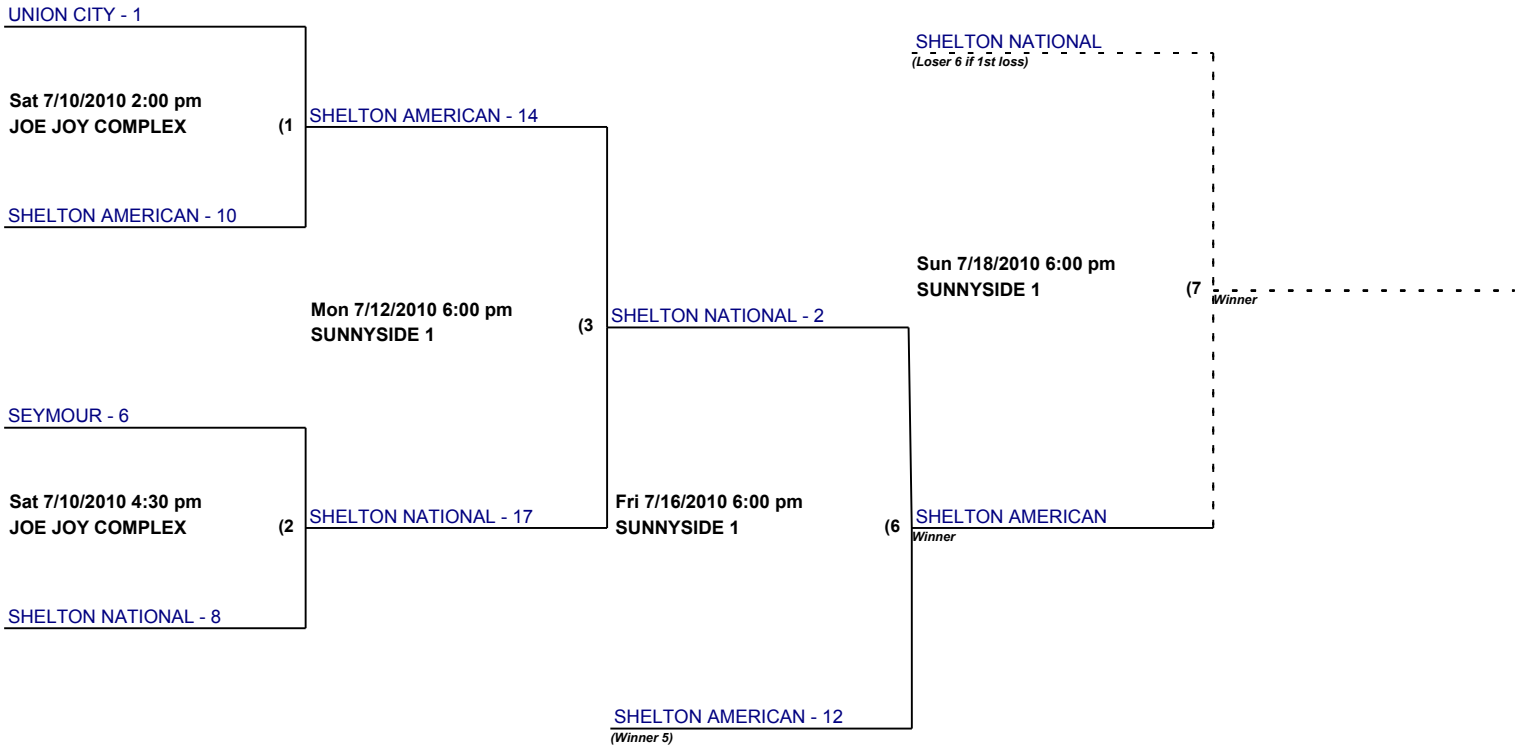 UNION CITY - 1
SHELTON NATIONAL
(Loser 6 if 1st loss)
Sat 7/10/2010 2:00 pm
JOE JOY COMPLEX
(1
SHELTON AMERICAN - 14
SHELTON AMERICAN - 10
Sun 7/18/2010 6:00 pm
SUNNYSIDE 1
(7
Winner
Mon 7/12/2010 6:00 pm
SUNNYSIDE 1
(3
SHELTON NATIONAL - 2
SEYMOUR - 6
Sat 7/10/2010 4:30 pm
JOE JOY COMPLEX
(2
SHELTON NATIONAL - 17
Fri 7/16/2010 6:00 pm
SUNNYSIDE 1
(6
SHELTON AMERICAN
Winner
SHELTON NATIONAL - 8
SHELTON AMERICAN - 12
(Winner 5)